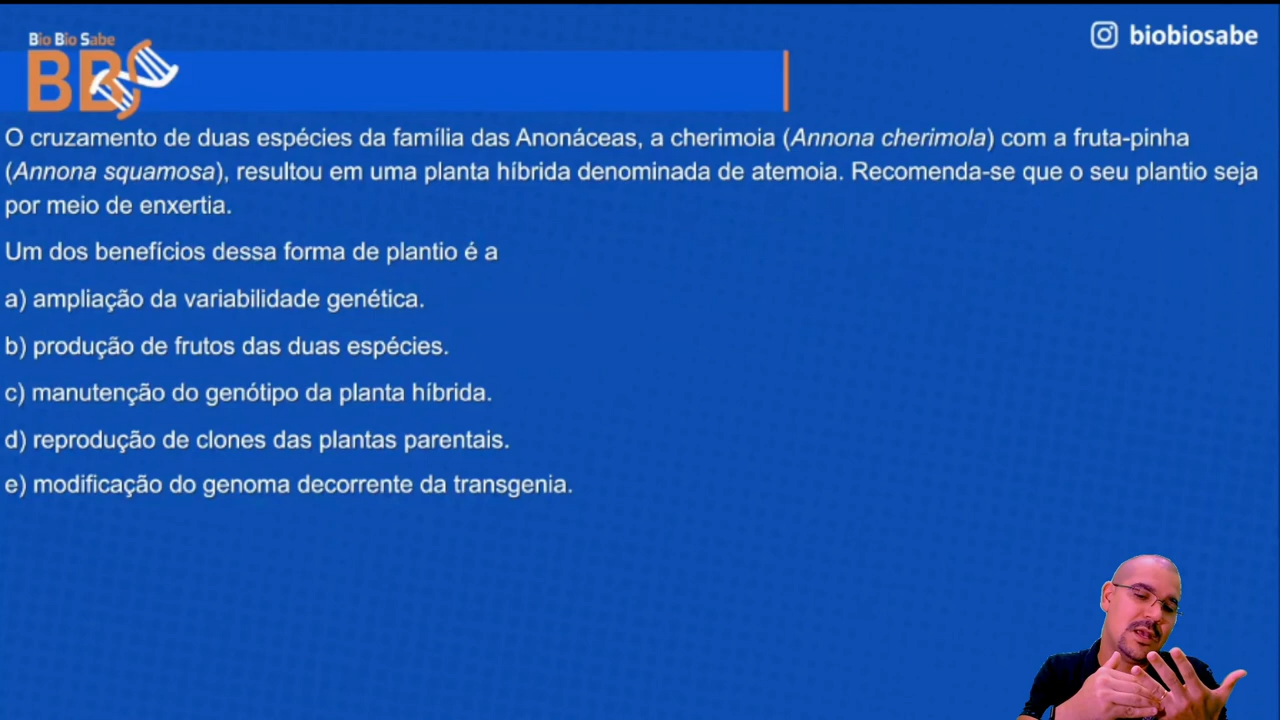 Bio Bio Sabe
BBS
biobiosabe
O cruzamento de duas espécies da família das Anonáceas, a cherimoia (Annona cherimola) com a fruta-pinha
(Annona squamosa), resultou em uma planta híbrida denominada de atemoia. Recomenda-se que o seu plantio seja
por meio de enxertia.
Um dos benefícios dessa forma de plantio é a
a) ampliação da variabilidade genética.
b) produção de frutos das duas espécies.
c) manutenção do genótipo da planta híbrida.
d) reprodução de clones das plantas parentais.
e) modificação do genoma decorrente da transgenia.